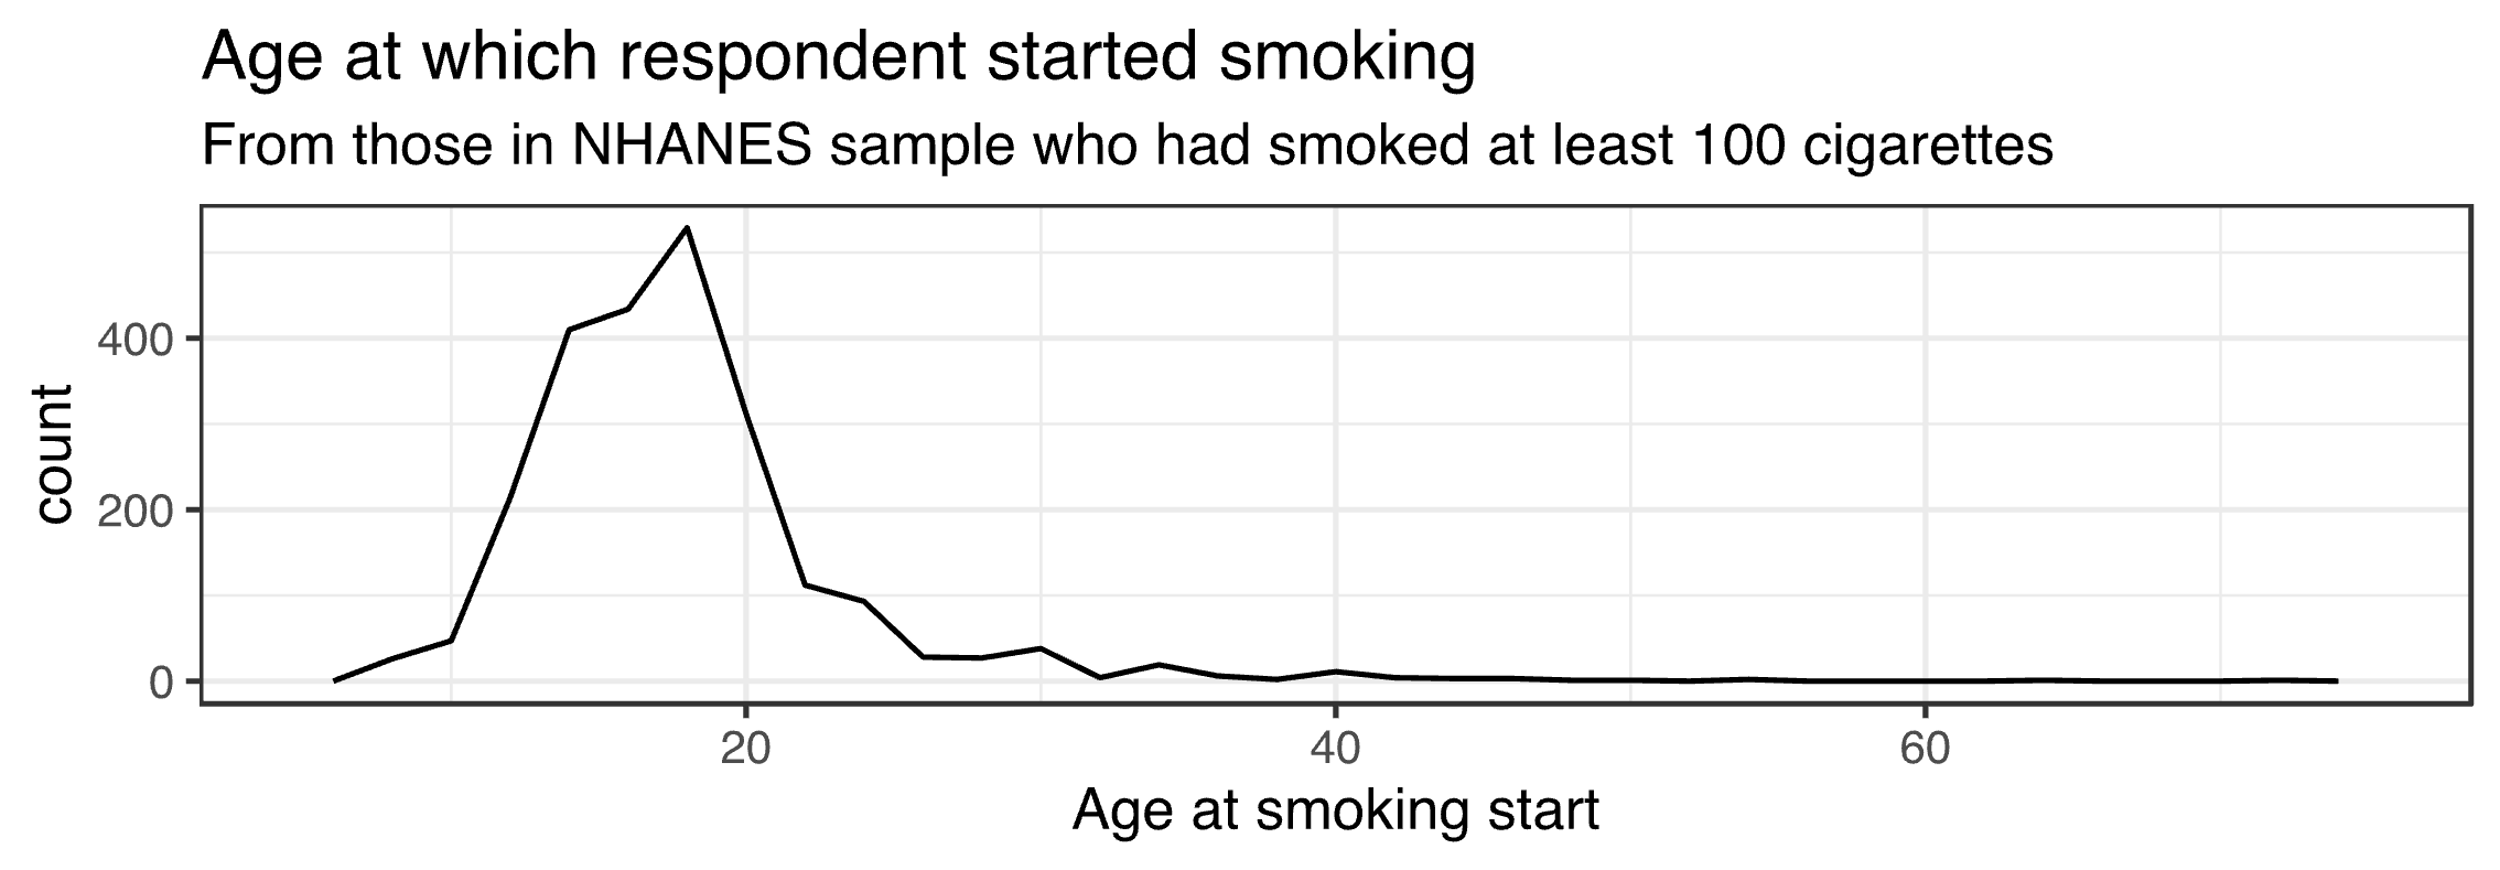 Age at which respondent started smoking
From those in NHANES sample who had smoked at least 100 cigarettes
count
400
200
0
20 40 60
Age at smoking start